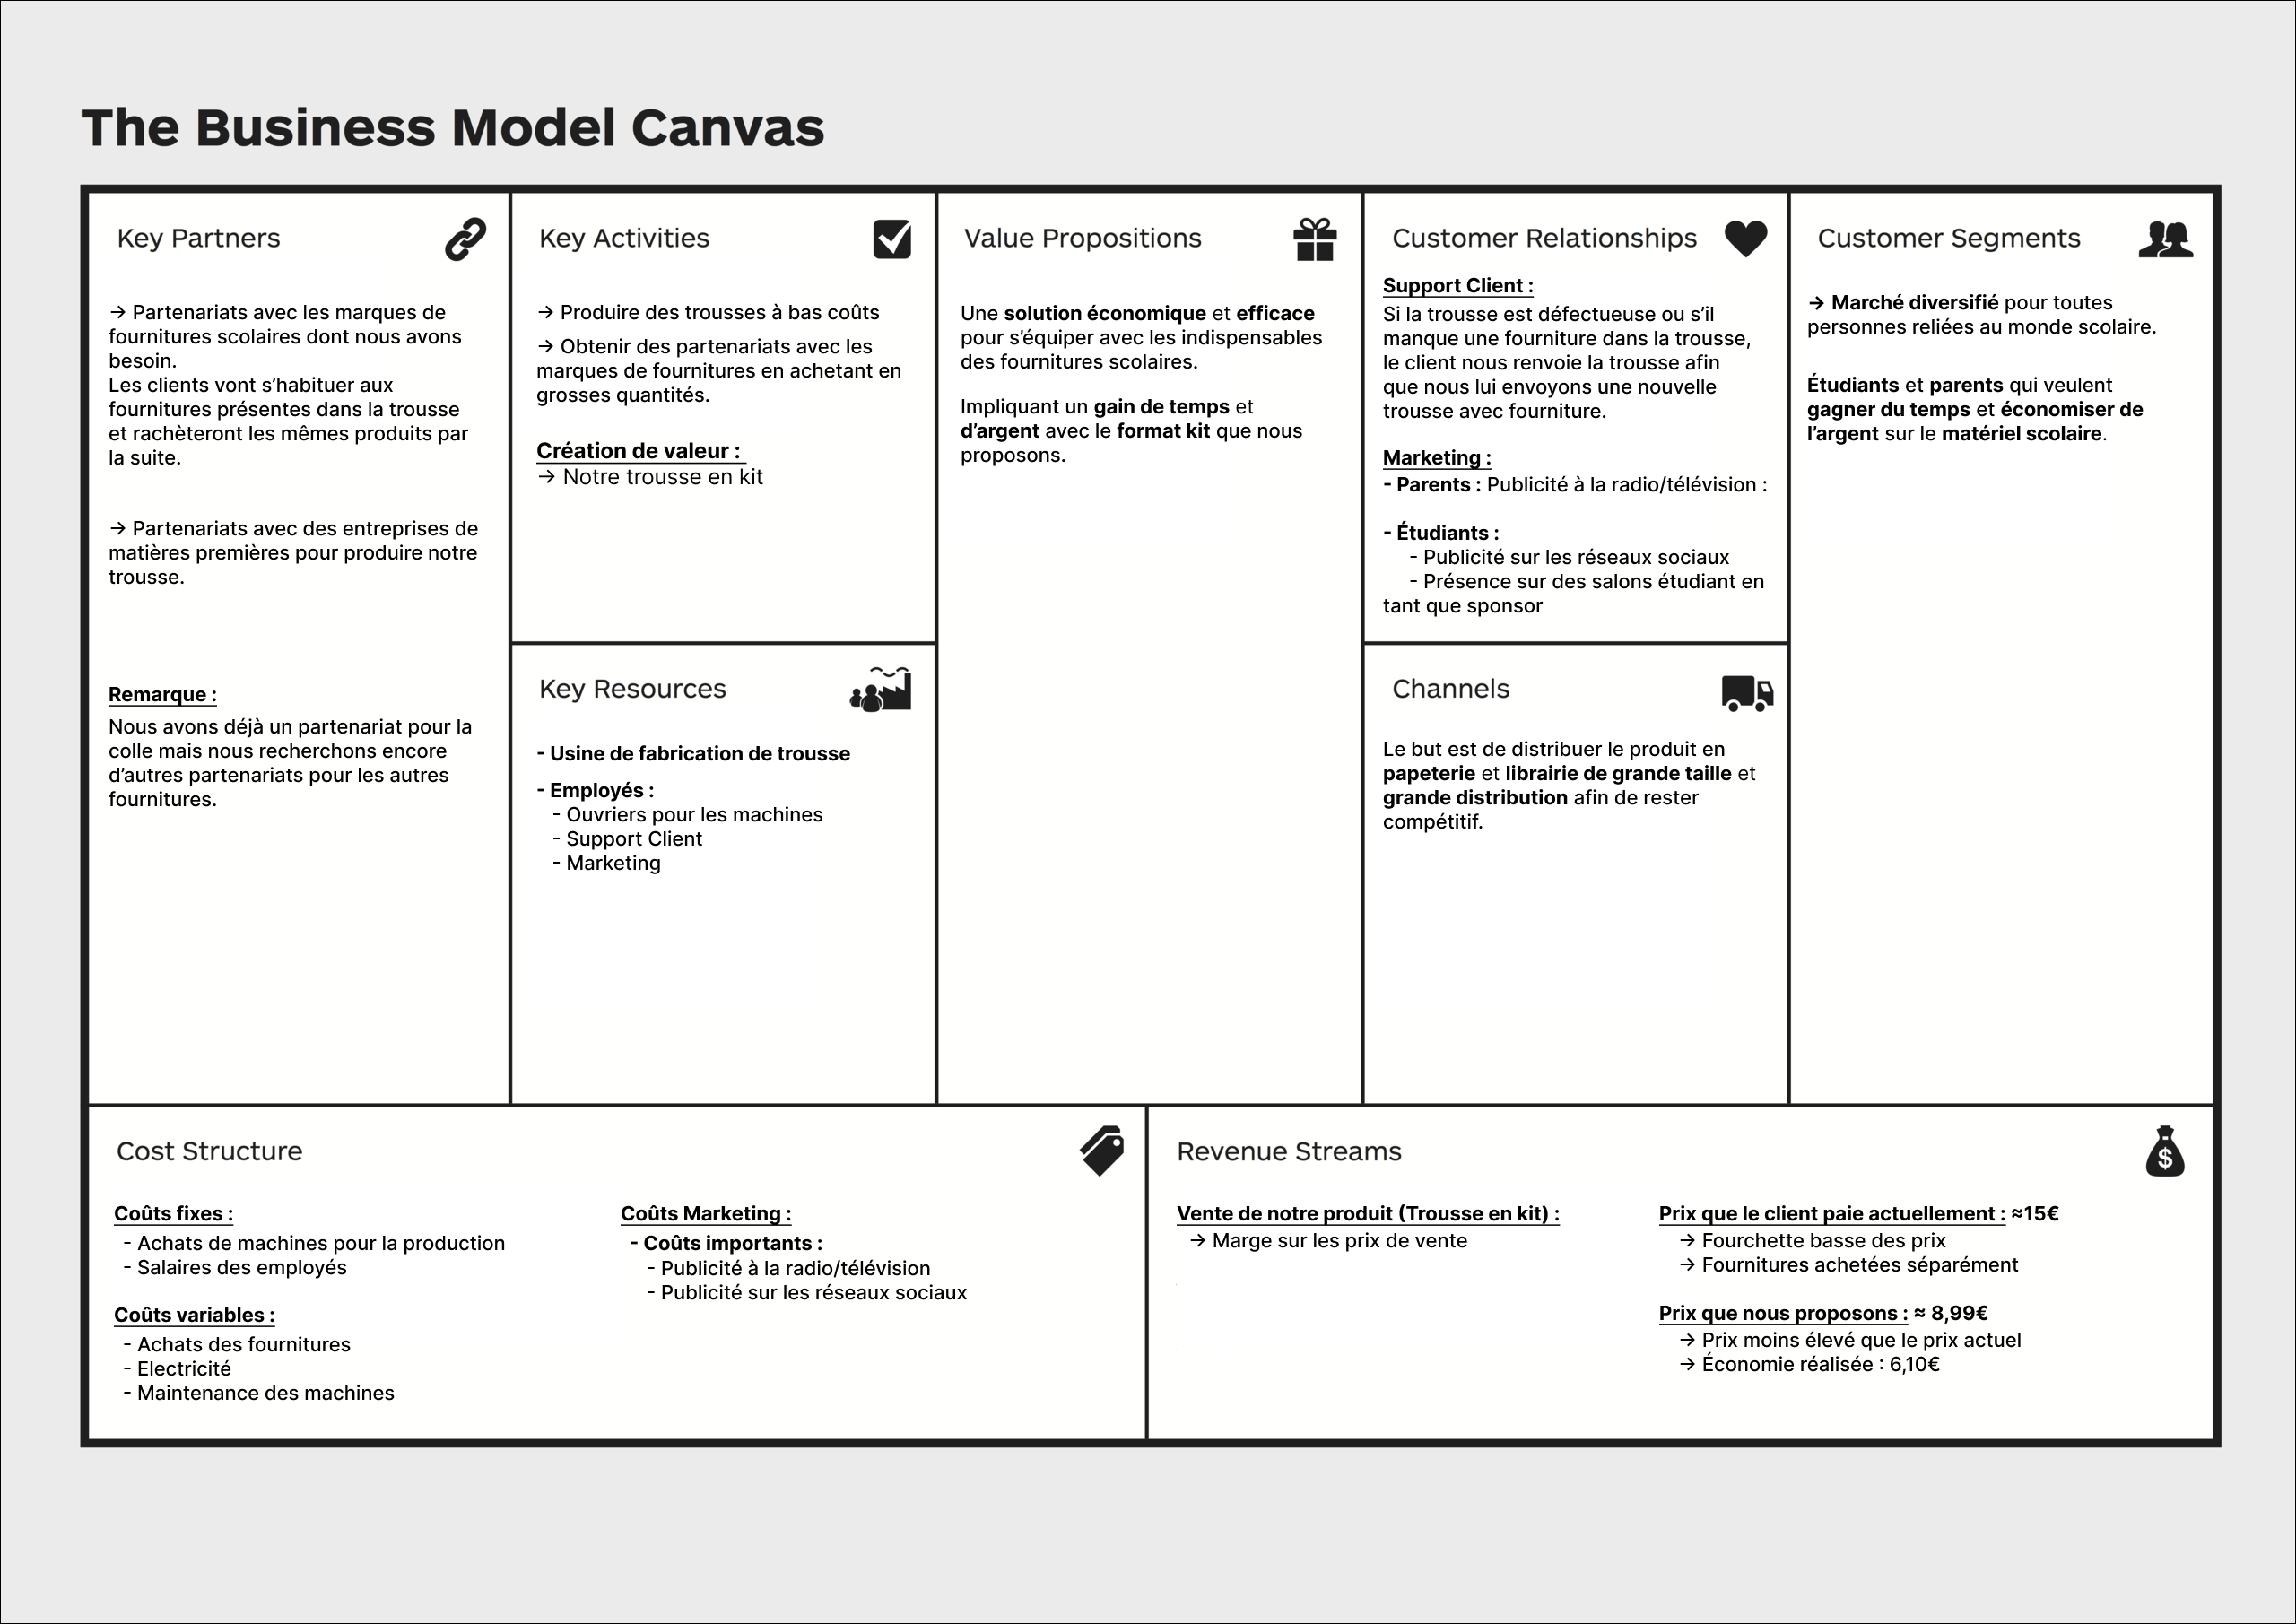 The Business Model Canvas
Key Partners
→ Partenariats avec les marques de
fournitures scolaires dont nous avons
besoin.
Les clients vont s’habituer aux
fournitures présentes dans la trousse
et rachèteront les mêmes produits par
la suite.
→ Partenariats avec des entreprises de
matières premières pour produire notre
trousse.
Remarque :
Nous avons déjà un partenariat pour la
colle mais nous recherchons encore
d’autres partenariats pour les autres
fournitures.
Key Activities
→ Produire des trousses à bas coûts
→ Obtenir des partenariats avec les
marques de fournitures en achetant en
grosses quantités.
Création de valeur :
→ Notre trousse en kit
Key Resources
- Usine de fabrication de trousse
- Employés :
- Ouvriers pour les machines
- Support Client
- Marketing
Value Propositions
Une solution économique et efficace
pour s’équiper avec les indispensables
des fournitures scolaires.
Impliquant un gain de temps et
d’argent avec le format kit que nous
proposons.
Customer Relationships
Support Client :
Si la trousse est défectueuse ou s’il
manque une fourniture dans la trousse,
le client nous renvoie la trousse afin
que nous lui envoyons une nouvelle
trousse avec fourniture.
Marketing :
- Parents : Publicité à la radio/télévision :
- Étudiants :
- Publicité sur les réseaux sociaux
- Présence sur des salons étudiant en
tant que sponsor
Channels
Le but est de distribuer le produit en
papeterie et librairie de grande taille et
grande distribution afin de rester
compétitif.
Customer Segments
→ Marché diversifié pour toutes
personnes reliées au monde scolaire.
Étudiants et parents qui veulent
gagner du temps et économiser de
l’argent sur le matériel scolaire.
Cost Structure
Coûts fixes :
- Achats de machines pour la production
- Salaires des employés
Coûts variables :
- Achats des fournitures
- Electricité
- Maintenance des machines
Coûts Marketing :
- Coûts importants :
- Publicité à la radio/télévision
- Publicité sur les réseaux sociaux
Revenue Streams
$
Vente de notre produit (Trousse en kit) :
→ Marge sur les prix de vente
Prix que le client paie actuellement : ≈15€
→ Fourchette basse des prix
→ Fournitures achetées séparément
Prix que nous proposons : ≈ 8,99€
→ Prix moins élevé que le prix actuel
→ Économie réalisée : 6,10€